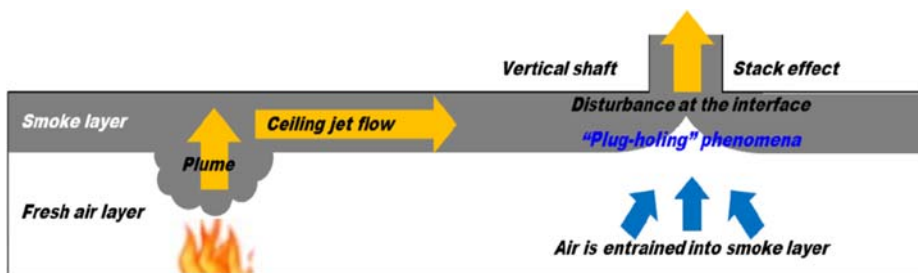 Vertical shaft
Stack effect
Smoke layer
Ceiling jet flow
Disturbance at the interface
Plume
“Plug-holing” phenomena
Fresh air layer
Air is entrained into smoke layer